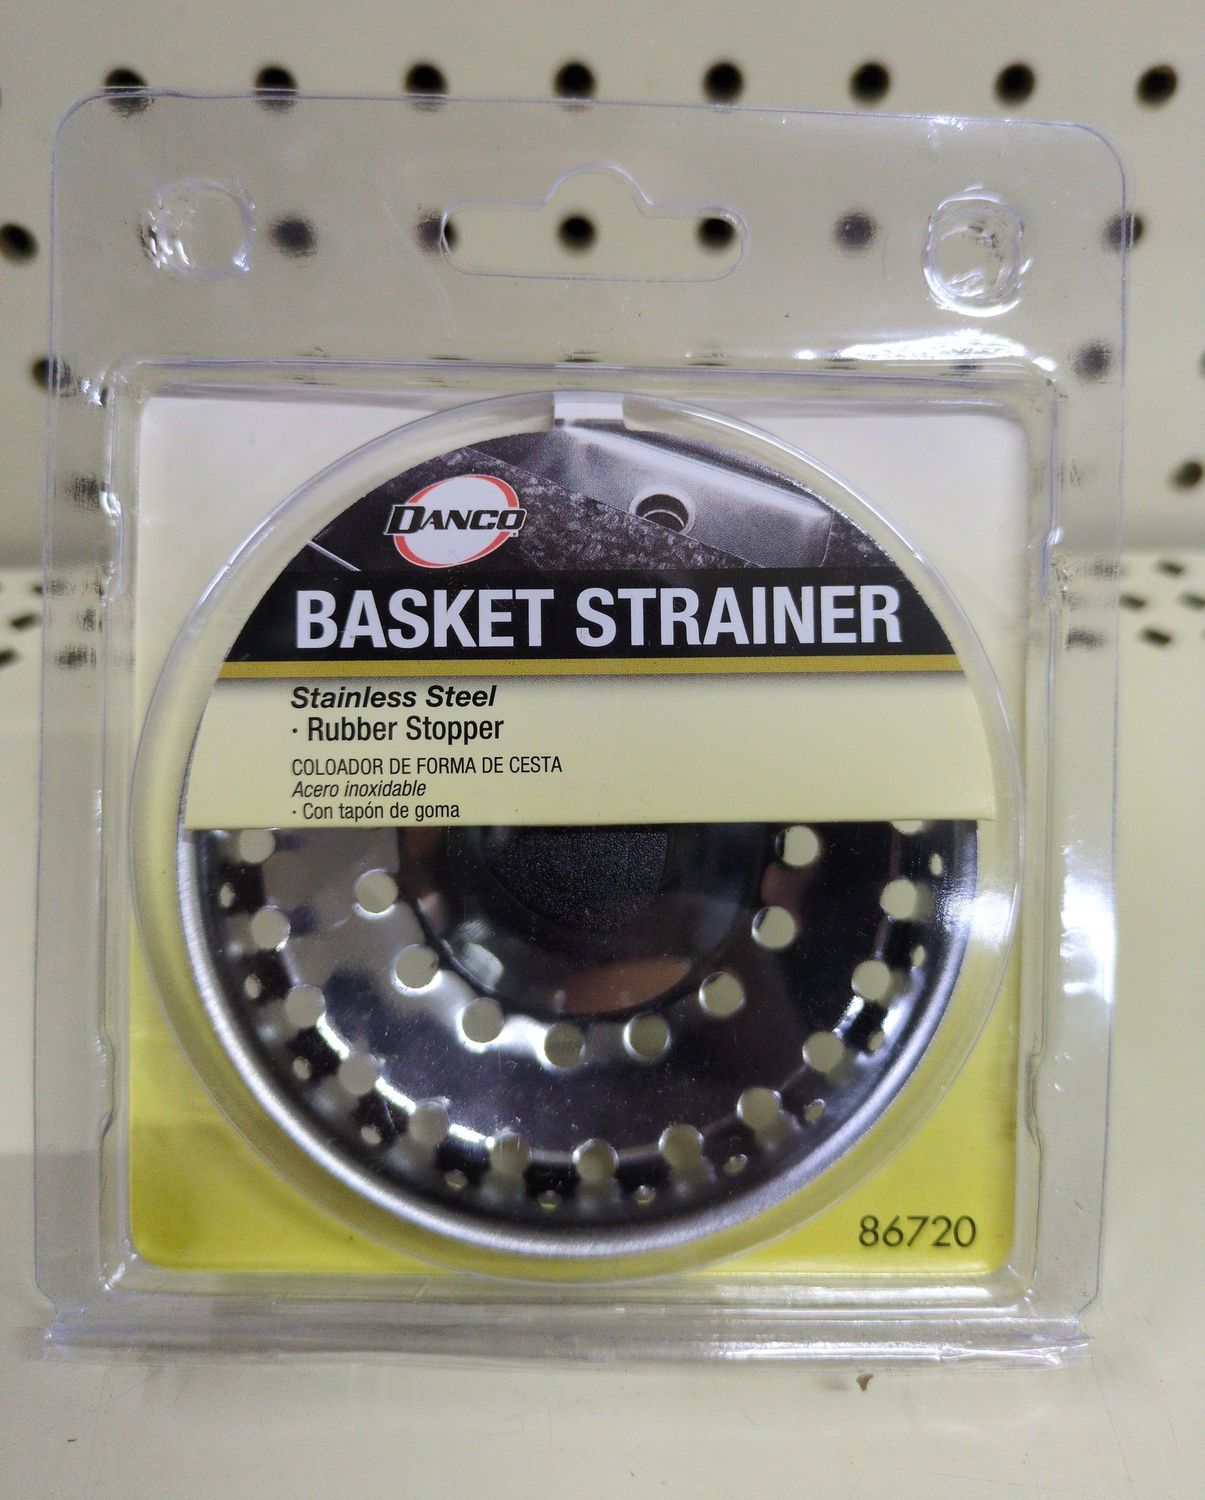 DANCO
BASKET STRAINER
Stainless Steel
· Rubber Stopper
COLOADOR DE FORMA DE CESTA
Acero inoxidable
· Con tapón de goma
86720